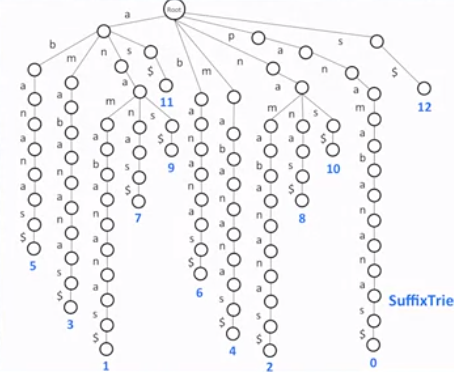 Root
a
b a n a n a s $
5
m a b a n a n a s $
3
n a
m a b a n a n a s $
1
n a s $
7
s $
9
s $
11
b a n a n a s $
6
m a b a n a n a s $
4
n a
m a b a n a n a s $
2
n a s $
8
s $
10
p a n a m a b a n a n a s $
0
s $
12
SuffixTrie